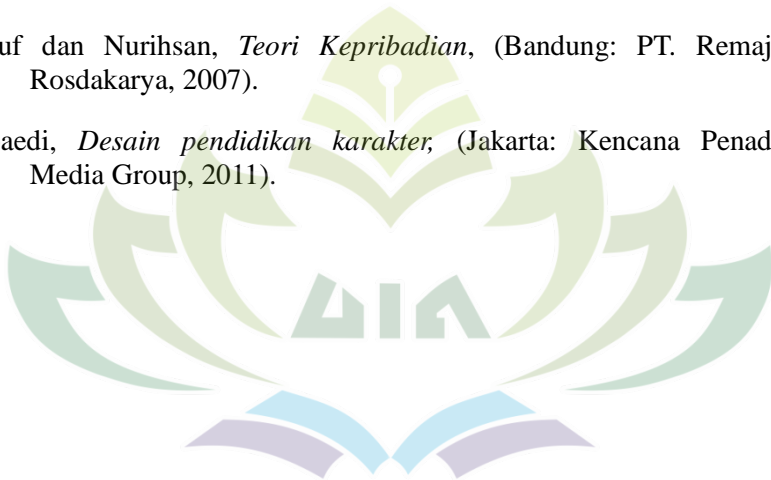 uf dan Nurihsan, Teori Kepribadian, (Bandung: PT. Remaj
Rosdakarya, 2007).
aedi, Desain pendidikan karakter, (Jakarta: Kencana Penad
Media Group, 2011).
UIN